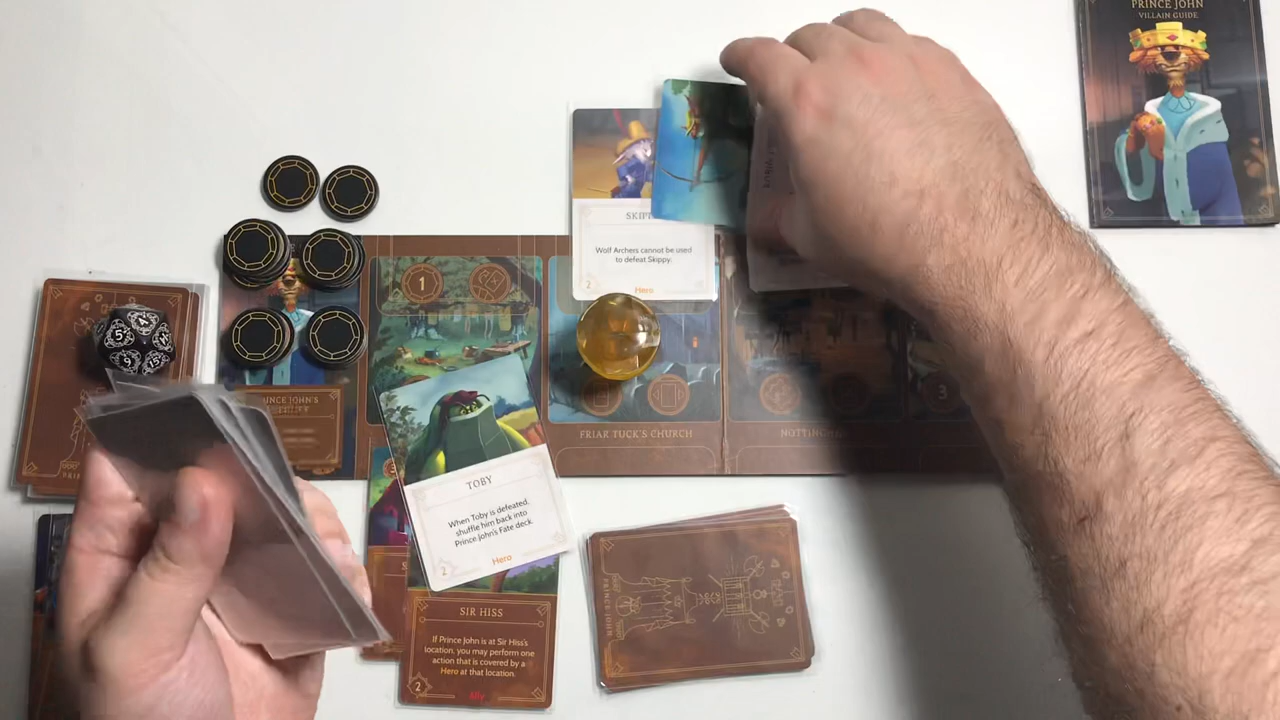 PRINCE JOHN
VILLAIN GUIDE
Wolf Archers cannot be used
to defeat Skippy.
2
Hero
1
5
3
FRIAR TUCK'S CHURCH
TOBY
When Toby is defeated,
shuffle him back into
Prince John's Fate deck.
2
Hero
SIR HISS
If Prince John is at Sir Hiss's
location, you may perform one
action that is covered by a
Hero at that location.
2
Ally
PRINCE JOHN